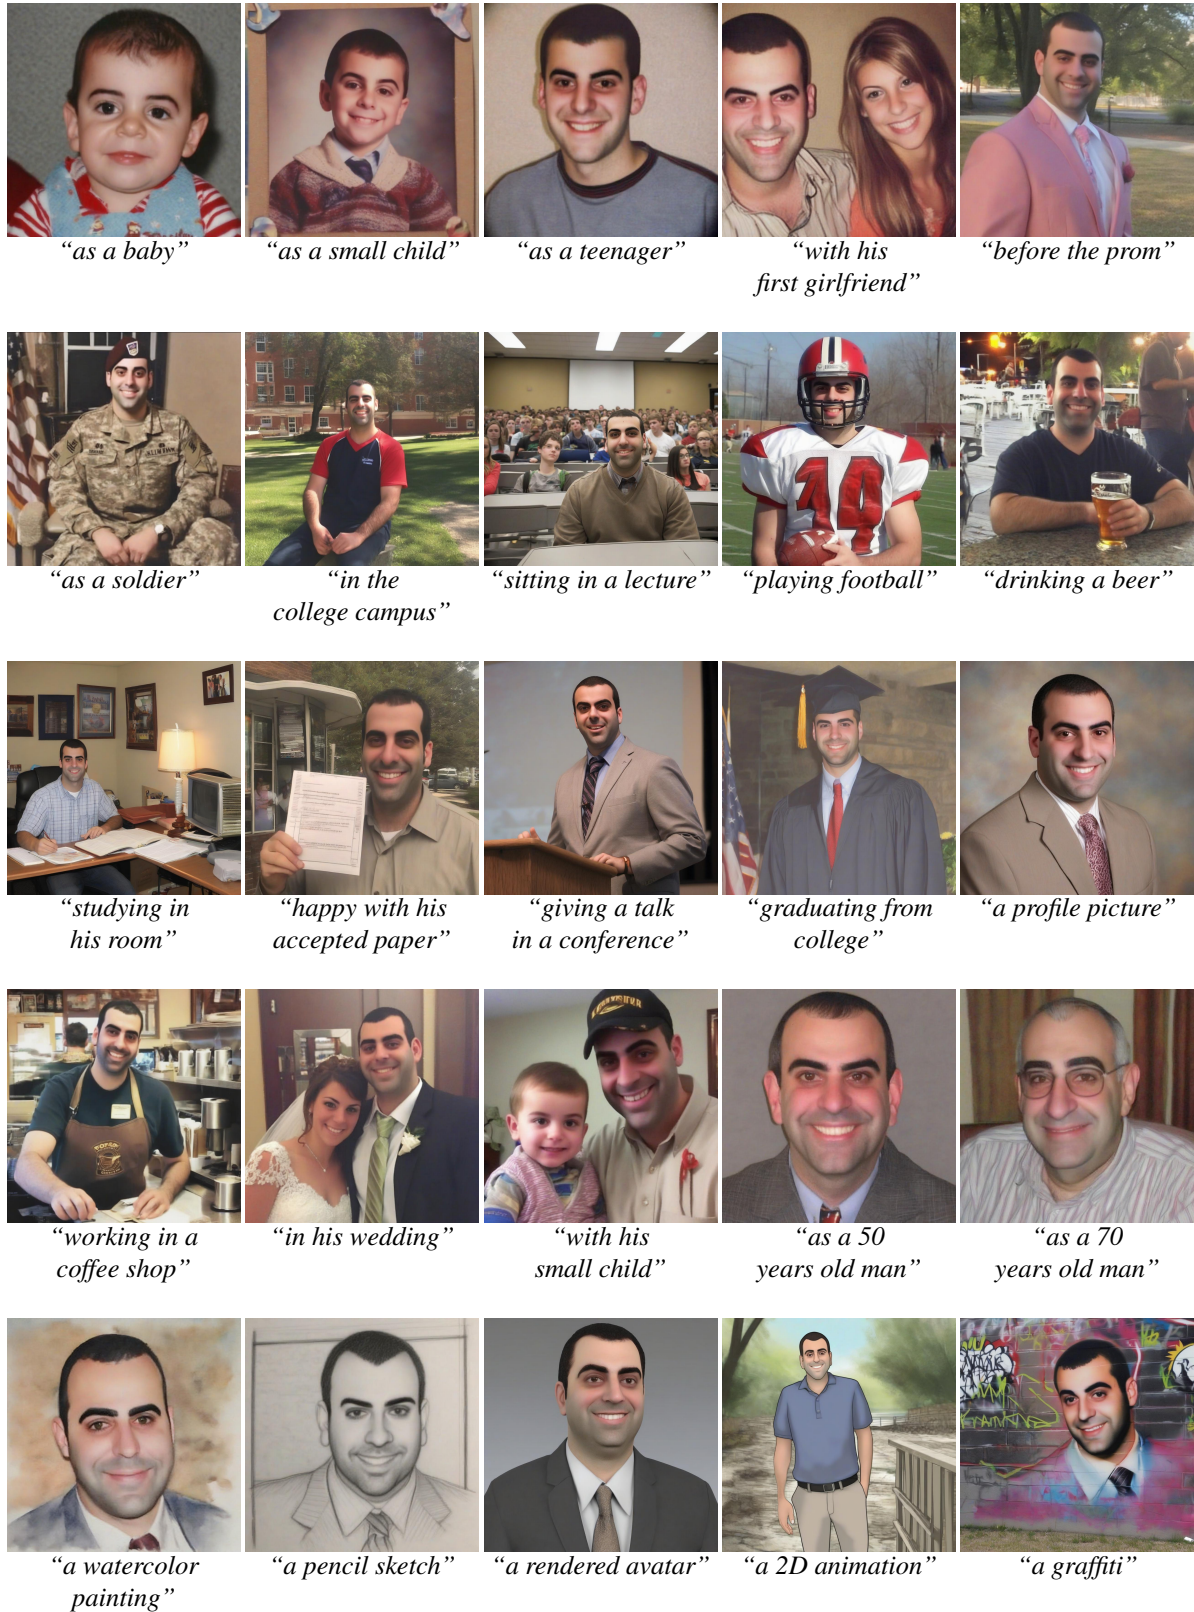 “as a baby”
“as a small child”
“as a teenager”
“with his
first girlfriend”
“before the prom”
“as a soldier”
“in the
college campus”
“sitting in a lecture”
“playing football”
“drinking a beer”
“studying in
his room”
“happy with his
accepted paper”
“giving a talk
in a conference”
“graduating from
college”
“a profile picture”
“working in a
coffee shop”
“in his wedding”
“with his
small child”
“as a 50
years old man”
“as a 70
years old man”
“a watercolor
painting”
“a pencil sketch”
“a rendered avatar”
“a 2D animation”
“a graffiti”